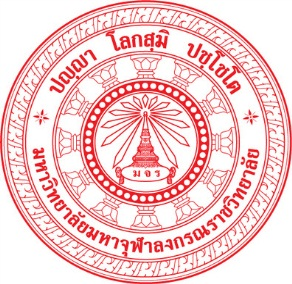 ปญฺญา โลกสฺมิ ปชฺโชโต
มจร
มหาวิทยาลัยมหาจุฬาลงกรณราชวิทยาลัย